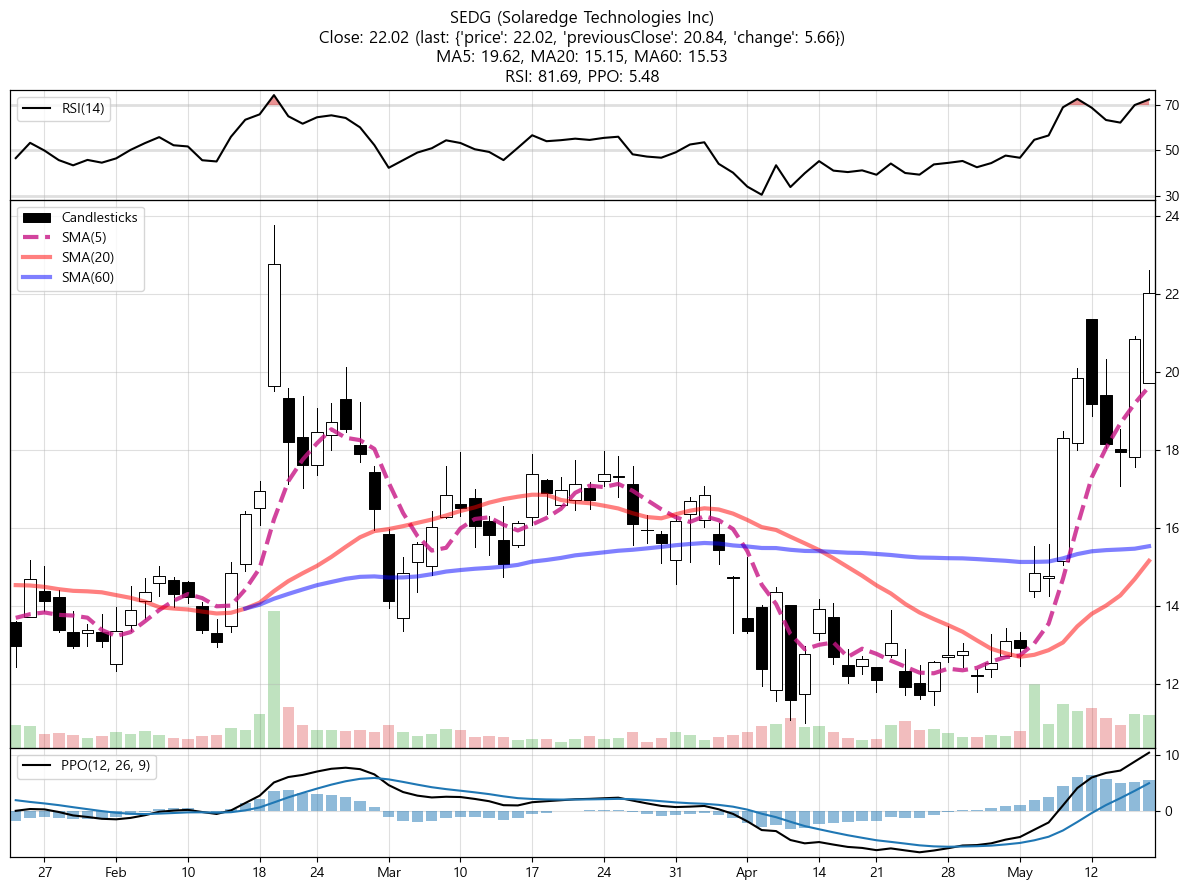 SEDG (Solaredge Technologies Inc)
Close: 22.02 (last: {'price': 22.02, 'previousClose': 20.84, 'change': 5.66})
MA5: 19.62, MA20: 15.15, MA60: 15.53
RSI: 81.69, PPO: 5.48
RSI(14)
70
50
30
Candlesticks
SMA(5)
SMA(20)
SMA(60)
24
22
20
18
16
14
12
PPO(12, 26, 9)
10
0
27 Feb 10 18 24 Mar 10 17 24 31 Apr 14 21 28 May 12